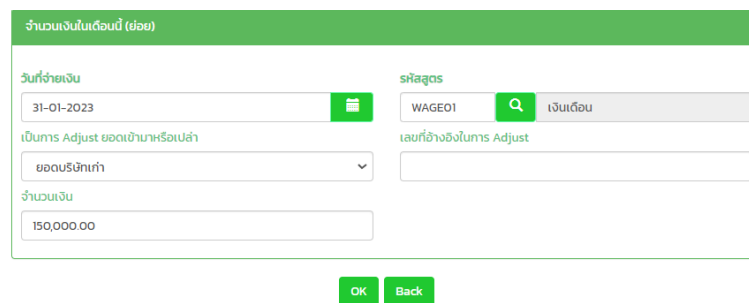 จำนวนเงินในเดือนนี้ (ย่อย)
วันที่จ่ายเงิน
รหัสสูตร
31-01-2023
WAGE01
เงินเดือน
เป็นการ Adjust ยอดเข้ามาหรือเปล่า
เลขที่อ้างอิงในการ Adjust
ยอดบริษัทเก่า
จำนวนเงิน
150,000.00
OK
Back